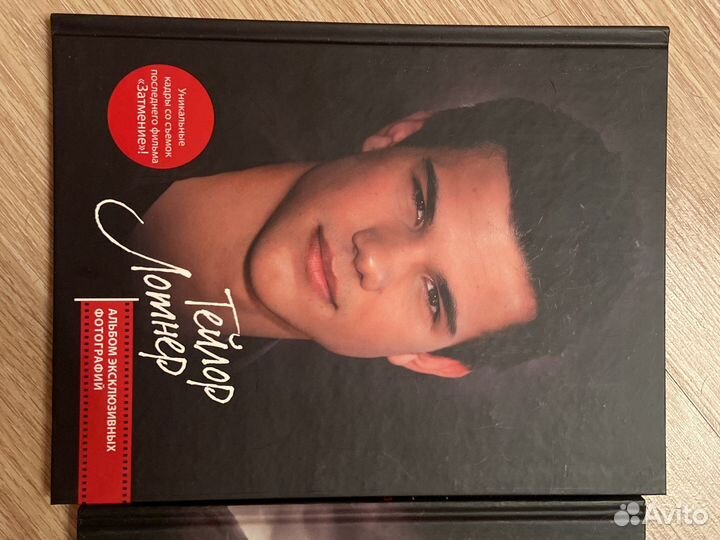 Уникальные
кадры со съемок
последнего фильма
«Затмение»!
Тейлор
Лотнер
АЛЬБОМ ЭКСКЛЮЗИВНЫХ
ФОТОГРАФИЙ
Avito